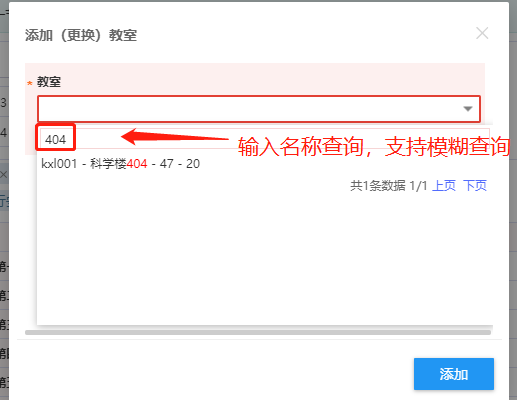 添加（更换）教室
* 教室
404
输入名称查询，支持模糊查询
kxl001 - 科学楼404 - 47 - 20
共1条数据 1/1 上页 下页
添加